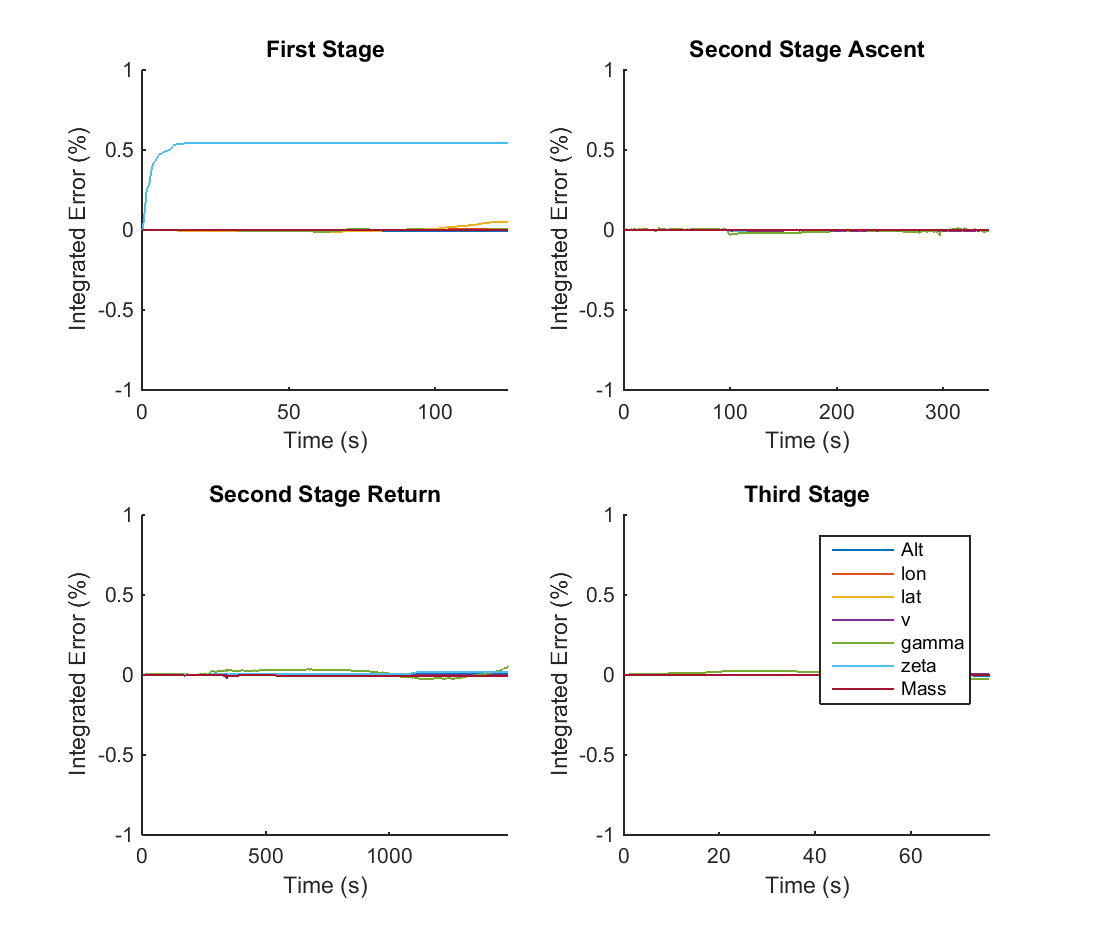 First Stage
1
0.5
0
-0.5
-1
Integrated Error (%)
0 50 100
Time (s)
Second Stage Ascent
1
0.5
0
-0.5
-1
Integrated Error (%)
0 100 200 300
Time (s)
Second Stage Return
1
0.5
0
-0.5
-1
Integrated Error (%)
0 500 1000
Time (s)
Third Stage
1
0.5
0
-0.5
-1
Integrated Error (%)
Alt
lon
lat
v
gamma
zeta
Mass
0 20 40 60
Time (s)